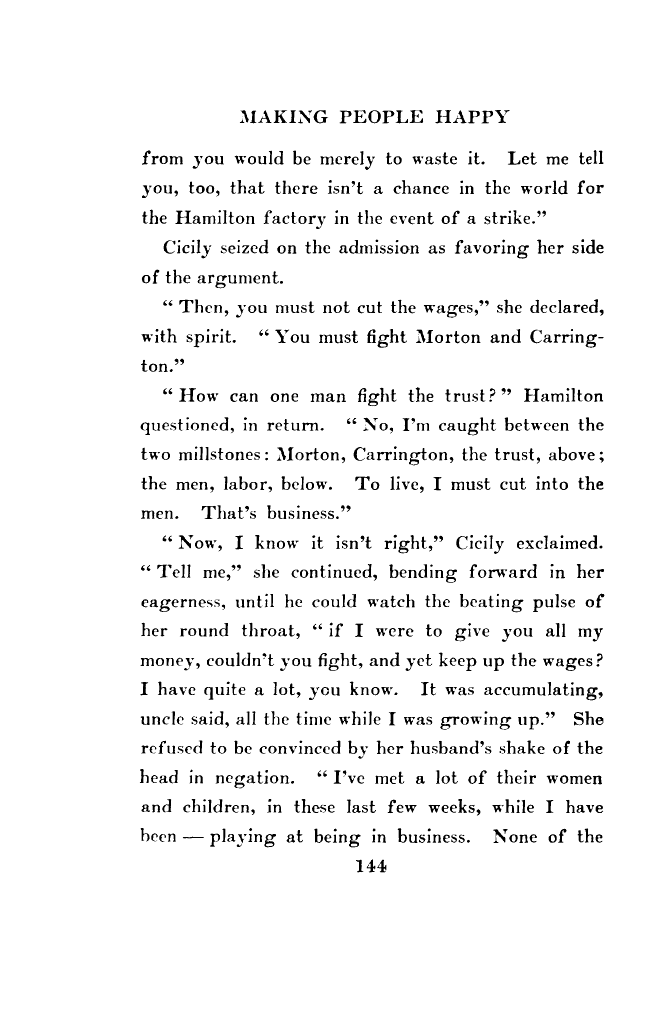 MAKING PEOPLE HAPPY
from you would be merely to waste it. Let me tell
you, too, that there isn't a chance in the world for
the Hamilton factory in the event of a strike."
Cicily seized on the admission as favoring her side
of the argument.
" Then, you must not cut the wages," she declared,
with spirit. " You must fight Morton and Carring-
ton."
" How can one man fight the trust? " Hamilton
questioned, in return. " No, I'm caught between the
two millstones: Morton, Carrington, the trust, above;
the men, labor, below. To live, I must cut into the
men. That's business."
" Now, I know it isn't right," Cicily exclaimed.
" Tell me," she continued, bending forward in her
eagerness, until he could watch the beating pulse of
her round throat, " if I were to give you all my
money, couldn't you fight, and yet keep up the wages?
I have quite a lot, you know. It was accumulating,
uncle said, all the time while I was growing up." She
refused to be convinced by her husband's shake of the
head in negation. " I've met a lot of their women
and children, in these last few weeks, while I have
been — playing at being in business. None of the
144